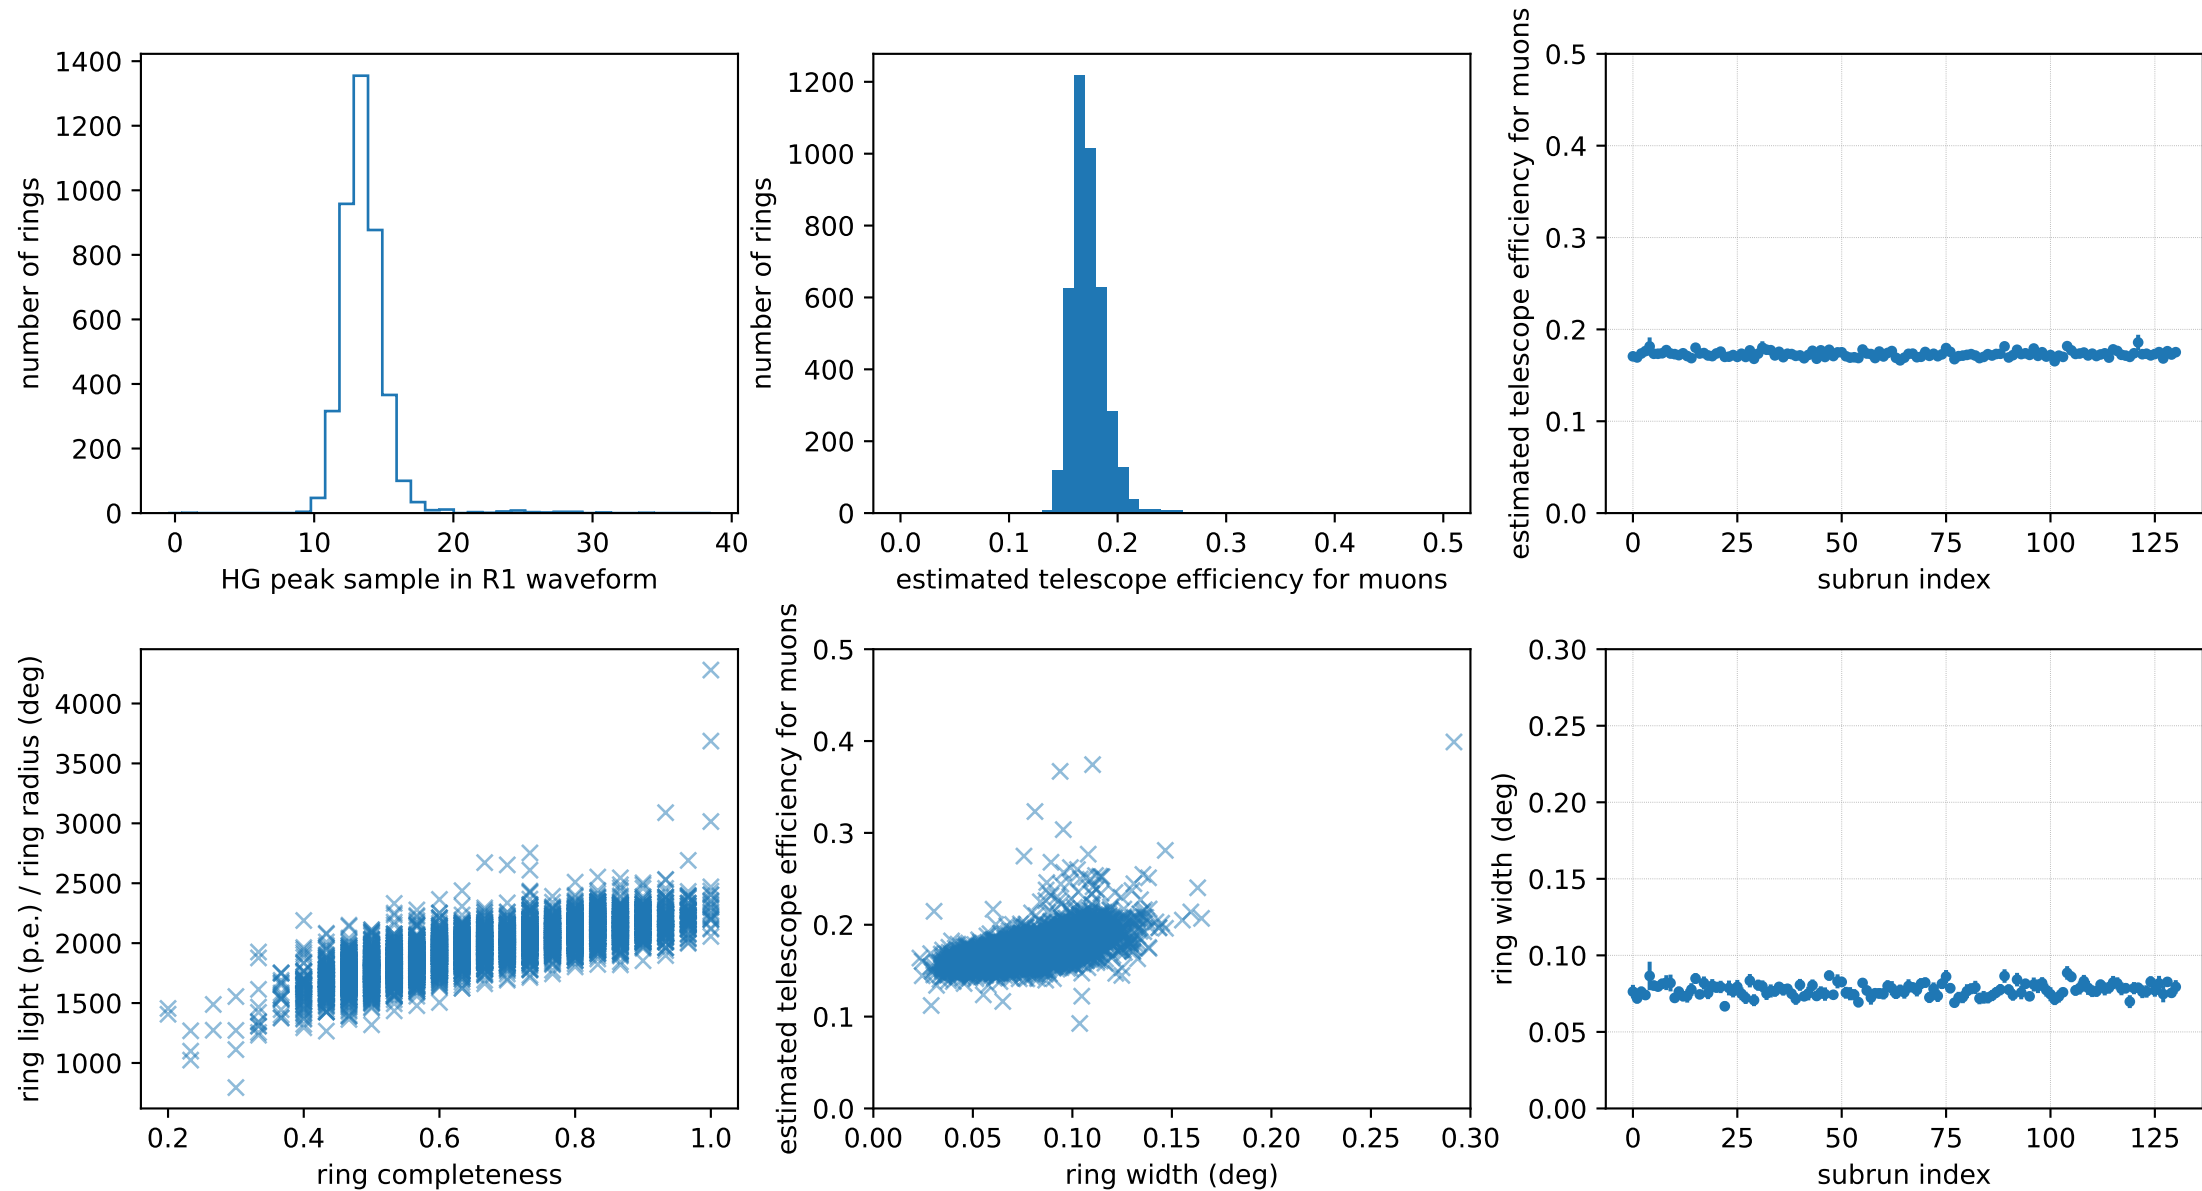 number of rings
1400
1200
1000
800
600
400
200
0
0 10 20 30 40
HG peak sample in R1 waveform
number of rings
1200
1000
800
600
400
200
0
0.0 0.1 0.2 0.3 0.4 0.5
estimated telescope efficiency for muons
estimated telescope efficiency for muons
0.5
0.4
0.3
0.2
0.1
0.0
0 25 50 75 100 125
subrun index
ring light (p.e.) / ring radius (deg)
4000
3500
3000
2500
2000
1500
1000
0.2 0.4 0.6 0.8 1.0
ring completeness
estimated telescope efficiency for muons
0.5
0.4
0.3
0.2
0.1
0.0
0.00 0.05 0.10 0.15 0.20 0.25 0.30
ring width (deg)
ring width (deg)
0.30
0.25
0.20
0.15
0.10
0.05
0.00
0 25 50 75 100 125
subrun index